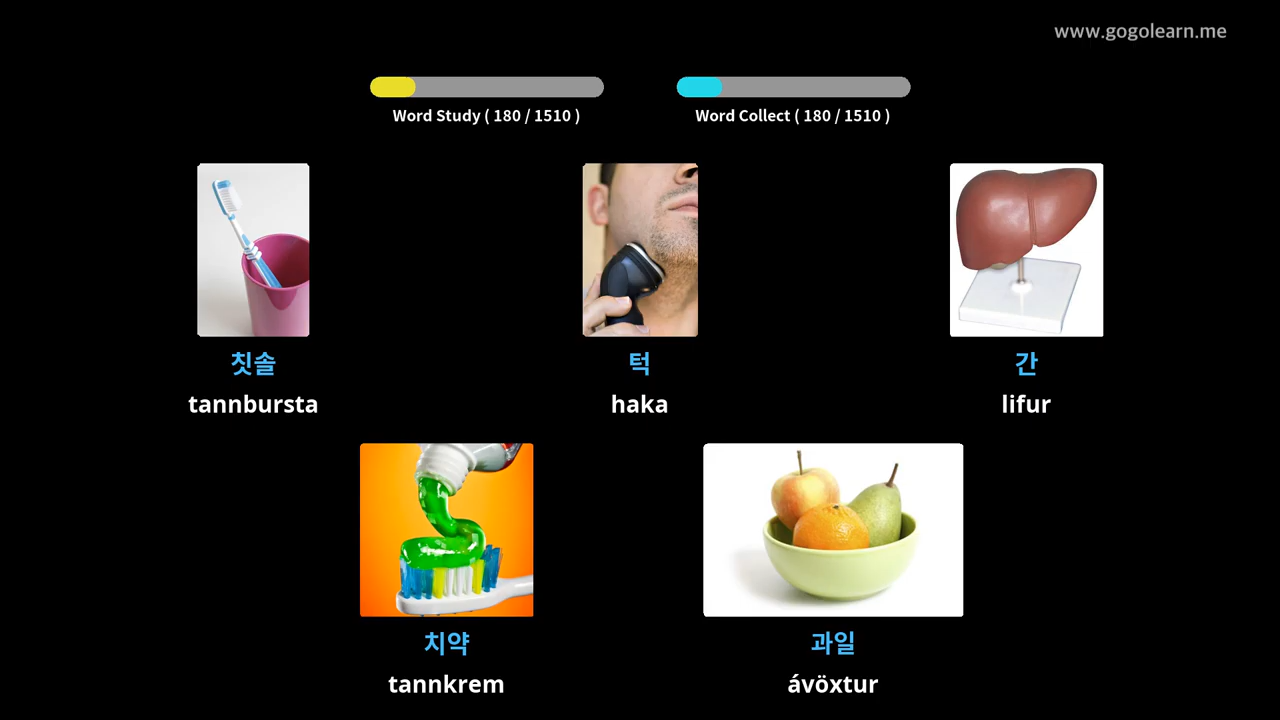 www.gogolearn.me
Word Study ( 180 / 1510 )
Word Collect ( 180 / 1510 )
칫솔
tannbursta
턱
haka
간
lifur
치약
tannkrem
과일
ávöxtur